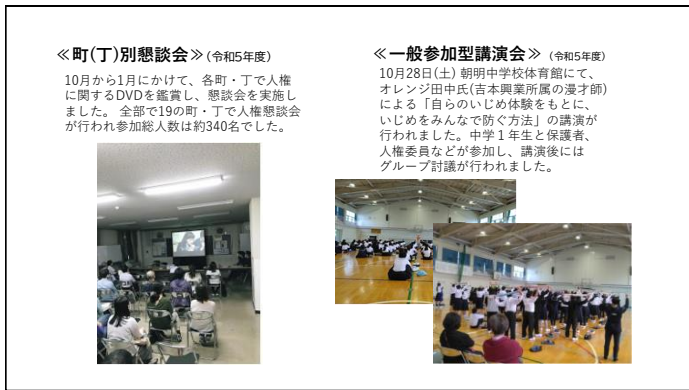 ≪町(丁)別懇談会≫(令和5年度)
10月から1月にかけて、各町・丁で人権
に関するDVDを鑑賞し、懇談会を実施し
ました。 全部で19の町・丁で人権懇談会
が行われ参加総人数は約340名でした。
≪一般参加型講演会≫ (令和5年度)
10月28日(土) 朝明中学校体育館にて、
オレンジ田中氏(吉本興業所属の漫才師)
による「自らのいじめ体験をもとに、
いじめをみんなで防ぐ方法」の講演が
行われました。中学１年生と保護者、
人権委員などが参加し、講演後には
グループ討議が行われました。